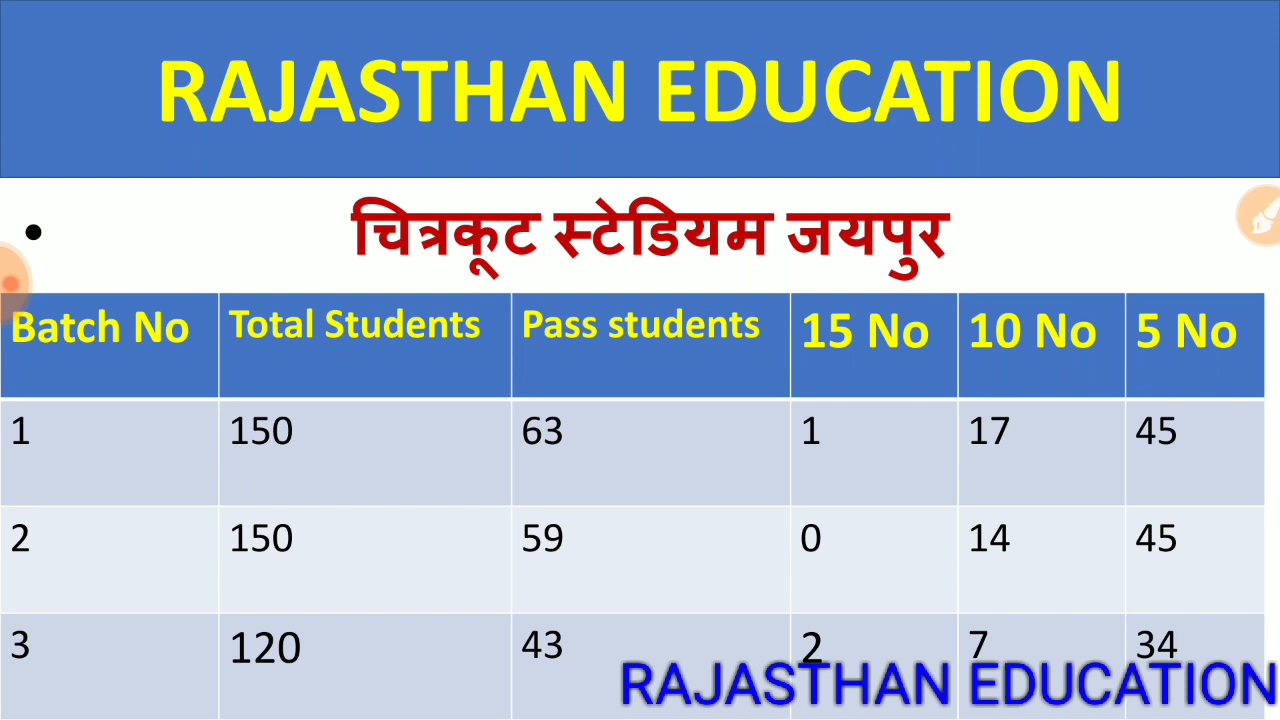 RAJASTHAN EDUCATION
• चित्रकूट स्टेडियम जयपुर
Batch No Total Students Pass students 15 No 10 No 5 No
1 150 63 1 17 45
2 150 59 0 14 45
3 120 43 2 7 34
RAJASTHAN EDUCATION